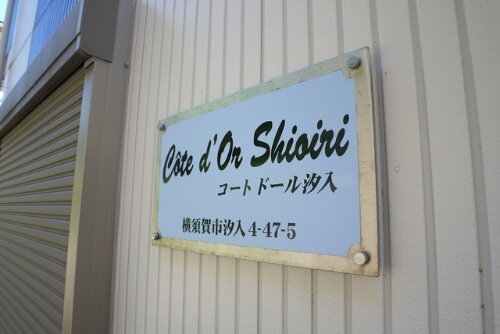 Côte d'Or Shioiri
コート ドール汐入
横須賀市汐入4-47-5